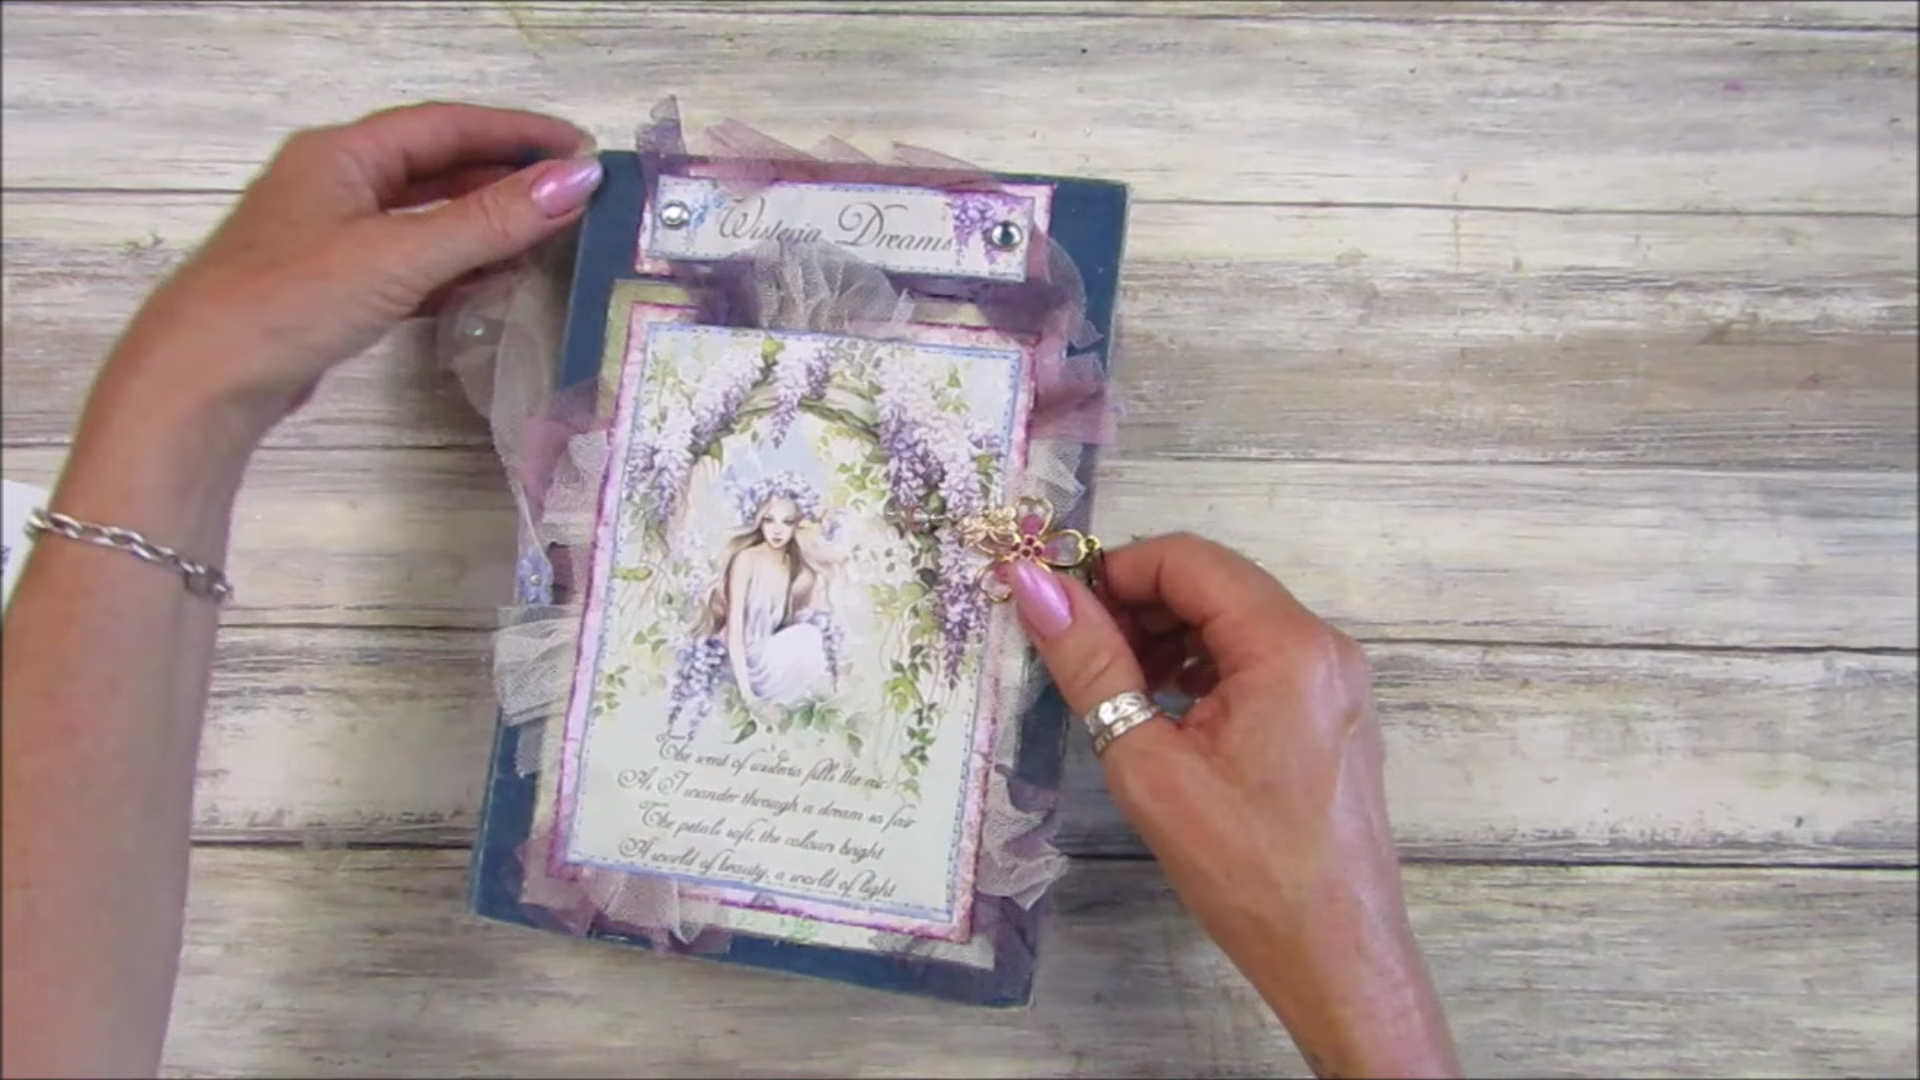 Wisteria Dreams
The scent of wisteria fills the air
As I wander through a dream so fair
The petals soft, the colours bright
A world of beauty, a world of light